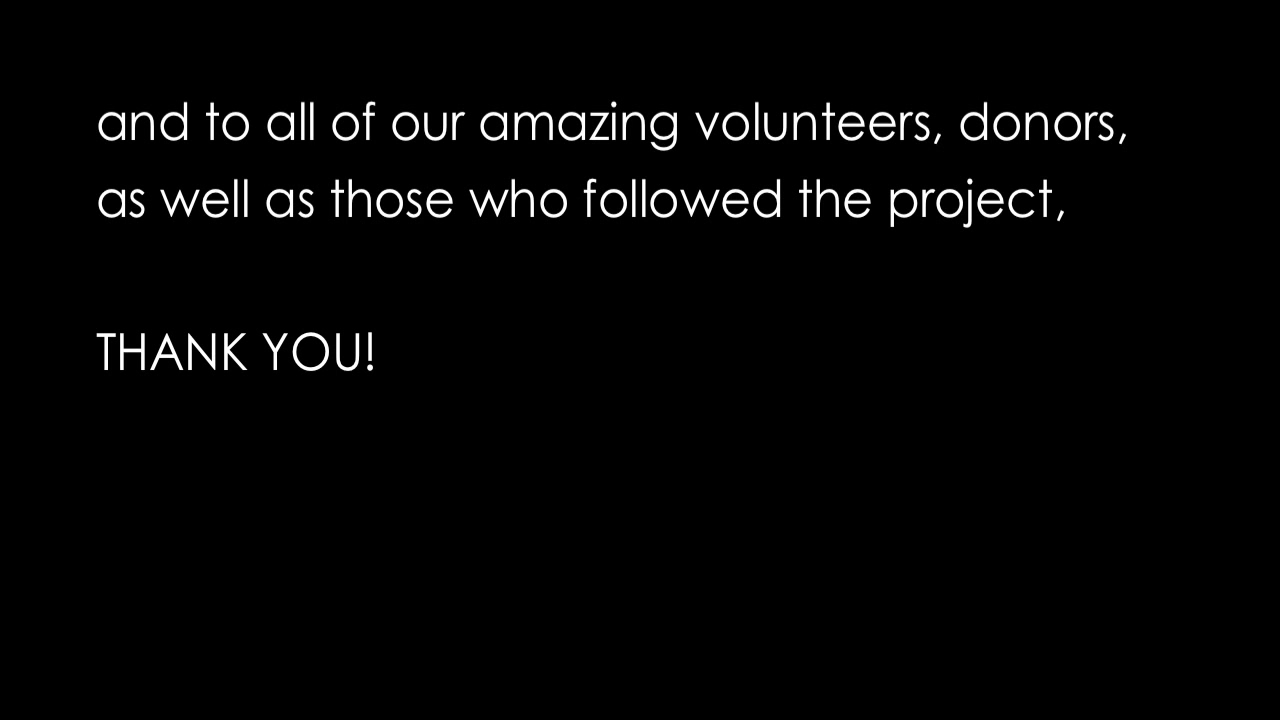 and to all of our amazing volunteers, donors,
as well as those who followed the project,
THANK YOU!